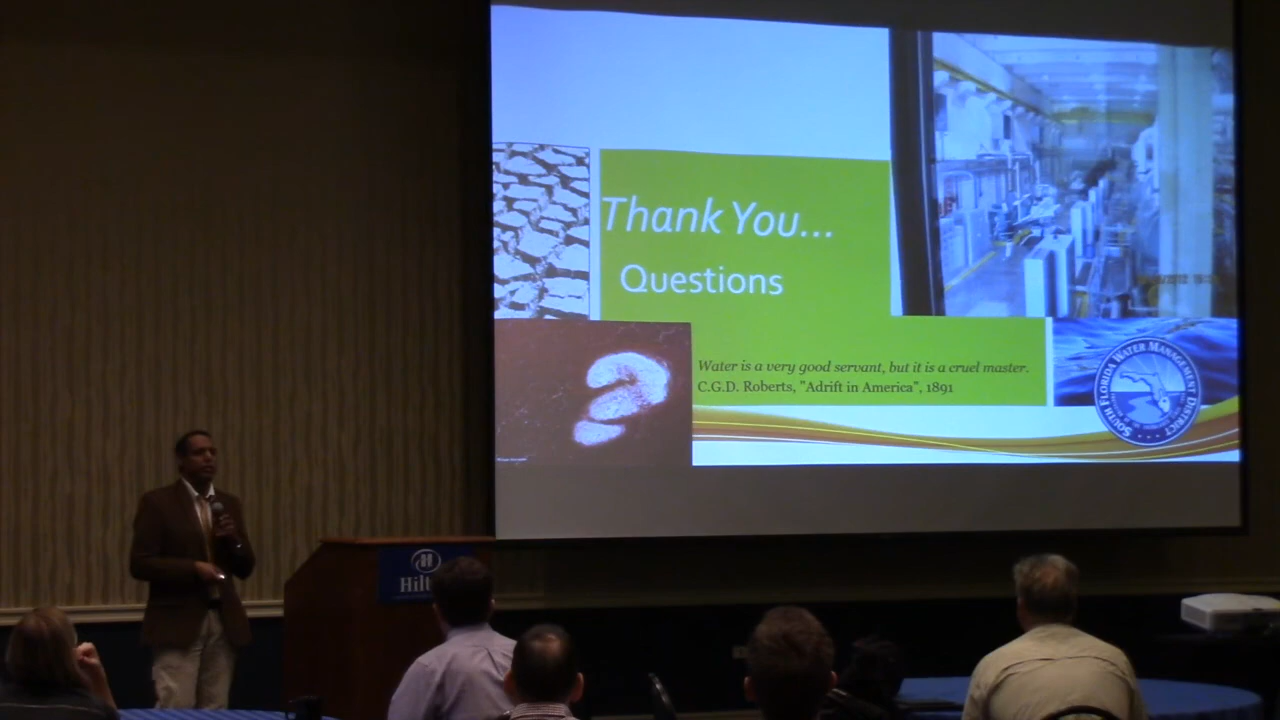 Thank You...
Questions
Water is a very good servant, but it is a cruel master.
C.G.D. Roberts, "Adrift in America", 1891
SOUTH FLORIDA WATER MANAGEMENT DISTRICT
H
Hilt